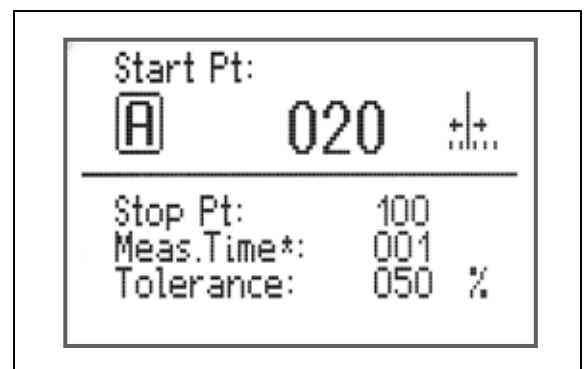 Start Pt:
A 020
Stop Pt: 100
Meas.Time*: 001
Tolerance: 050 %